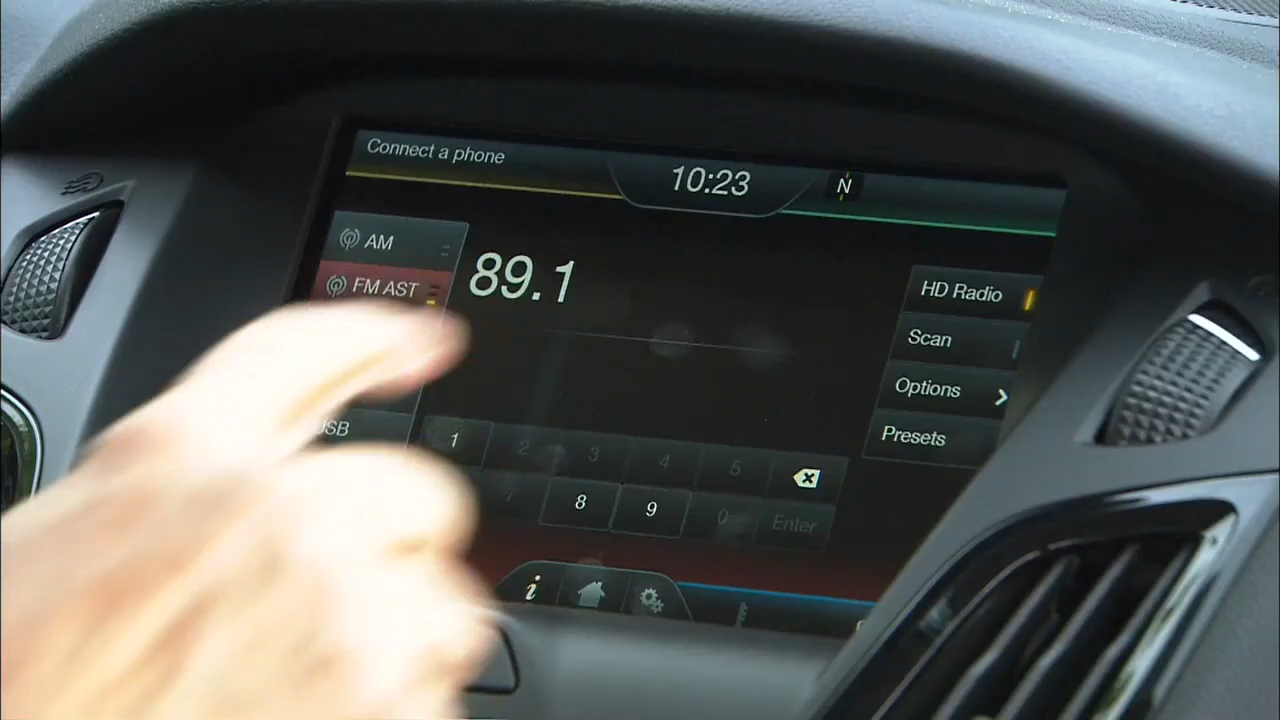 Connect a phone
10:23
N
AM
FM AST
89.1
HD Radio
Scan
Options
Presets
USB
1 2 3 4 5
7 8 9 0 Enter
i